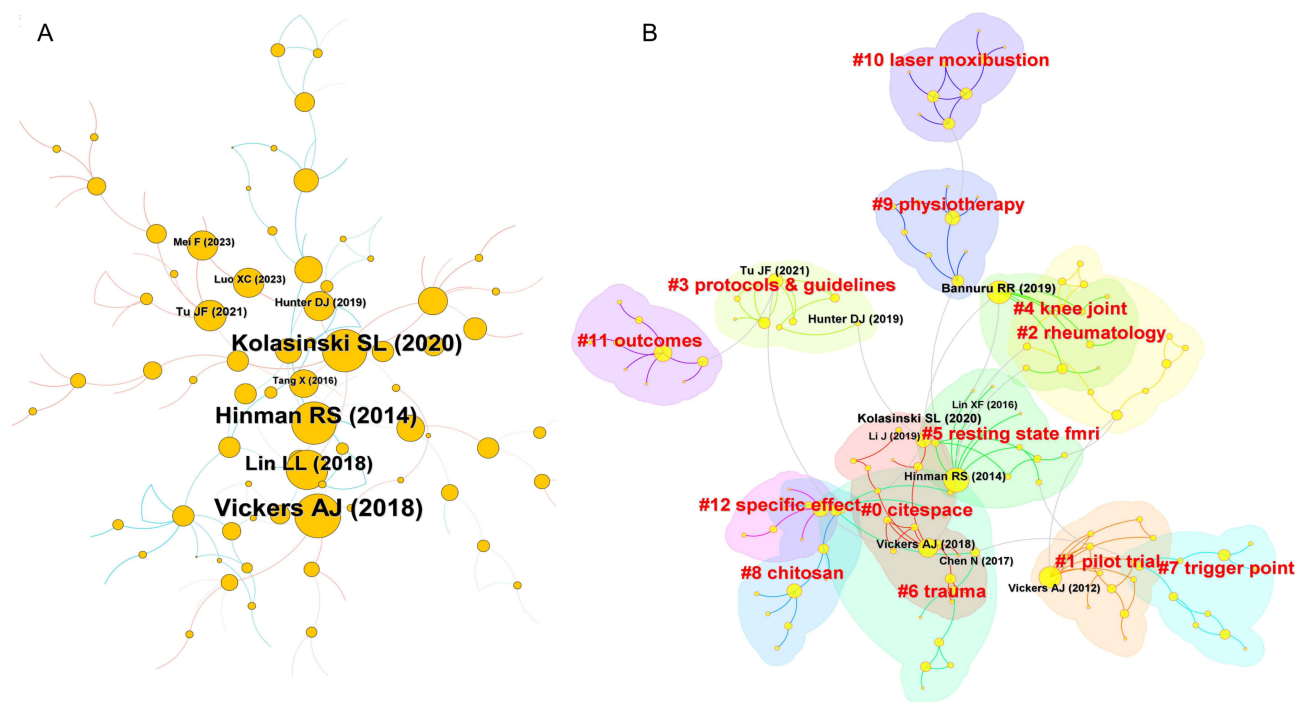 A
Mei F (2023)
Luo XC (2023)
Tu JF (2021)
Hunter DJ (2019)
Kolasinski SL (2020)
Tang X (2016)
Hinman RS (2014)
Lin LL (2018)
Vickers AJ (2018)
B
#10 laser moxibustion
#9 physiotherapy
Tu JF (2021)
#3 protocols & guidelines
Bannuru RR (2019)
#4 knee joint
Hunter DJ (2019)
#2 rheumatology
#11 outcomes
Lin XF (2016)
Kolasinski SL (2020)
Li J (2019)
#5 resting state fmri
Hinman RS (2014)
#12 specific effect
#0 citespace
Vickers AJ (2018)
Chen N (2017)
#1 pilot trial
#7 trigger point
#8 chitosan
#6 trauma
Vickers AJ (2012)